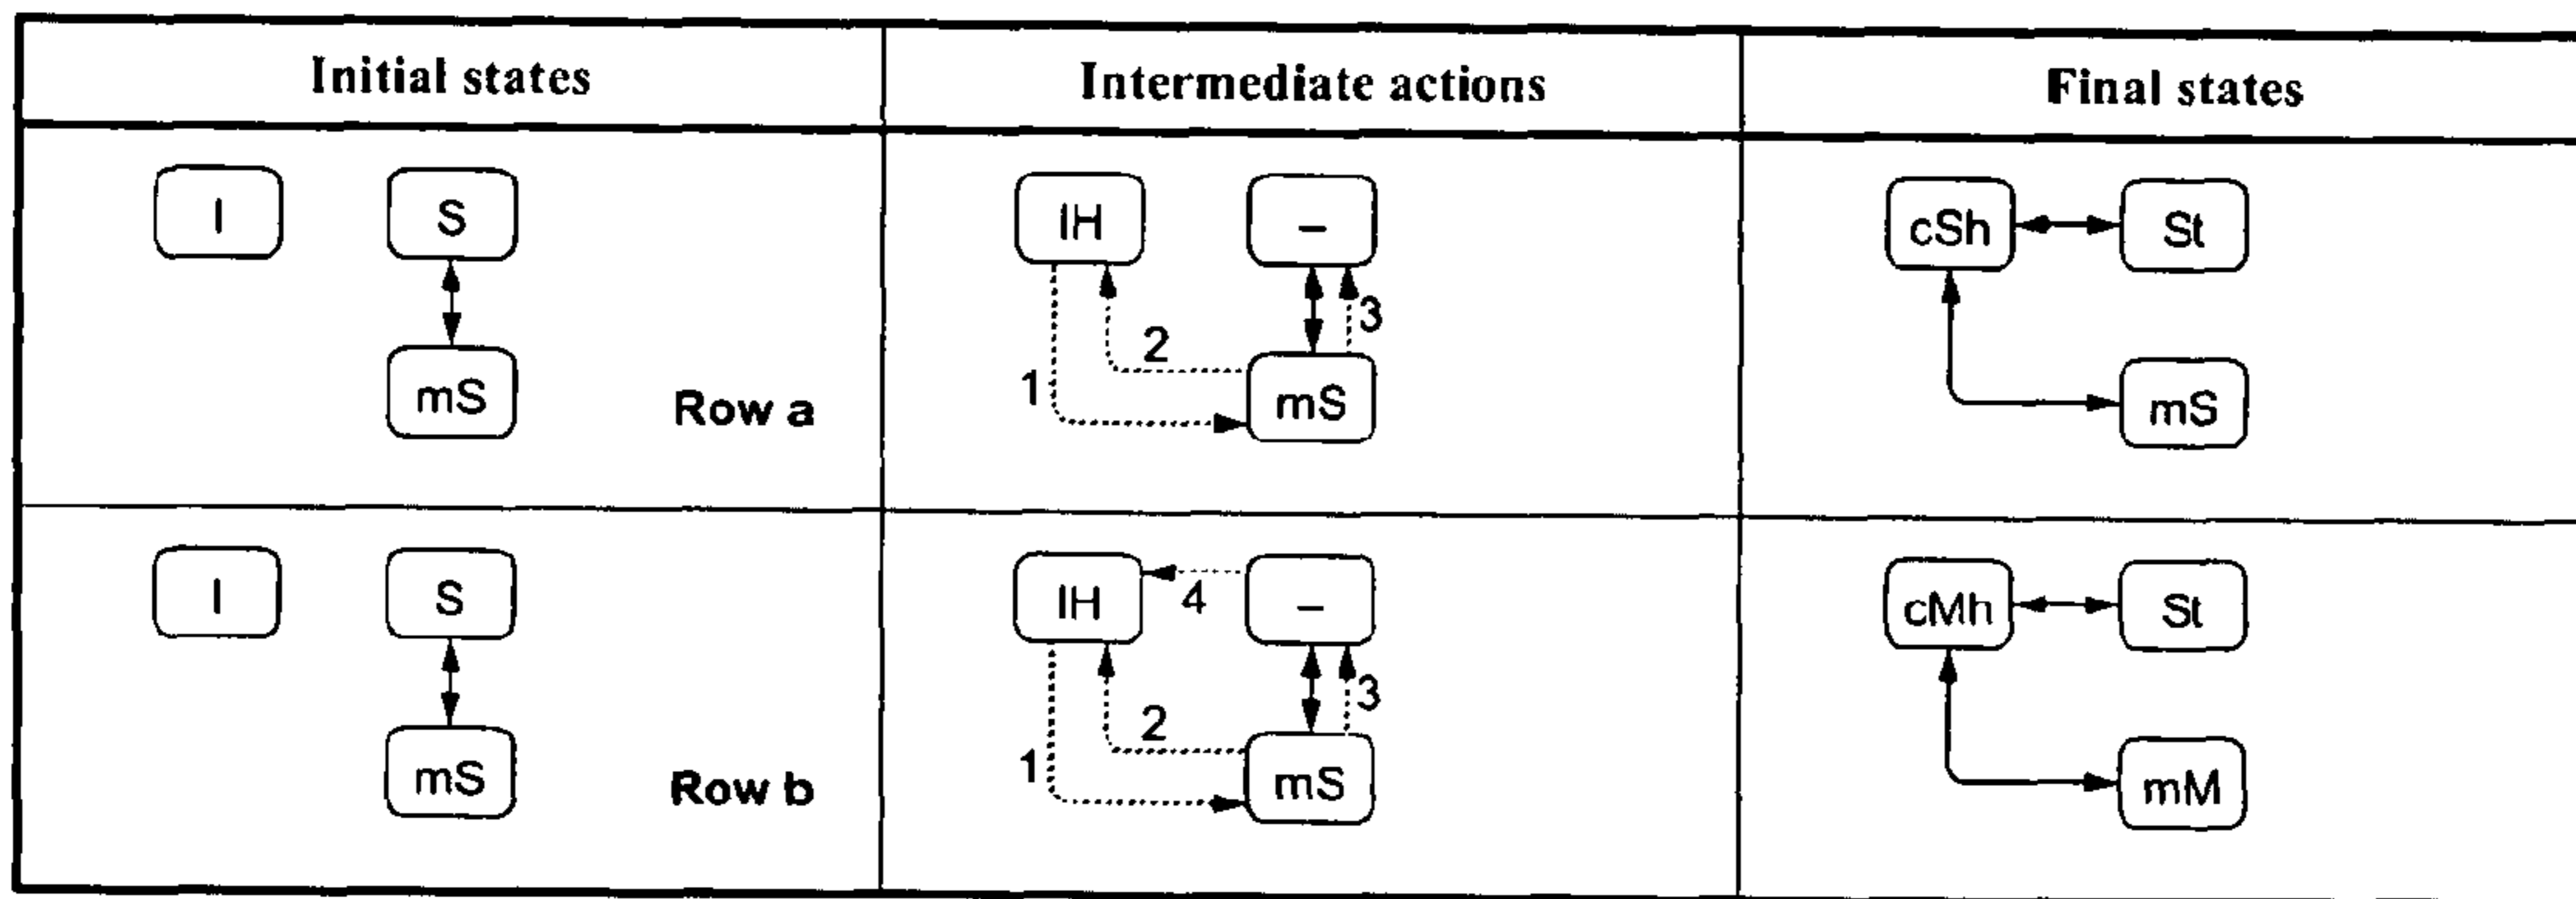 Initial states Intermediate actions Final states
I S IH – cSh St
3
2
1
mS Row a mS mS
I S IH 4 – cMh St
3
2
1
mS Row b mS mM